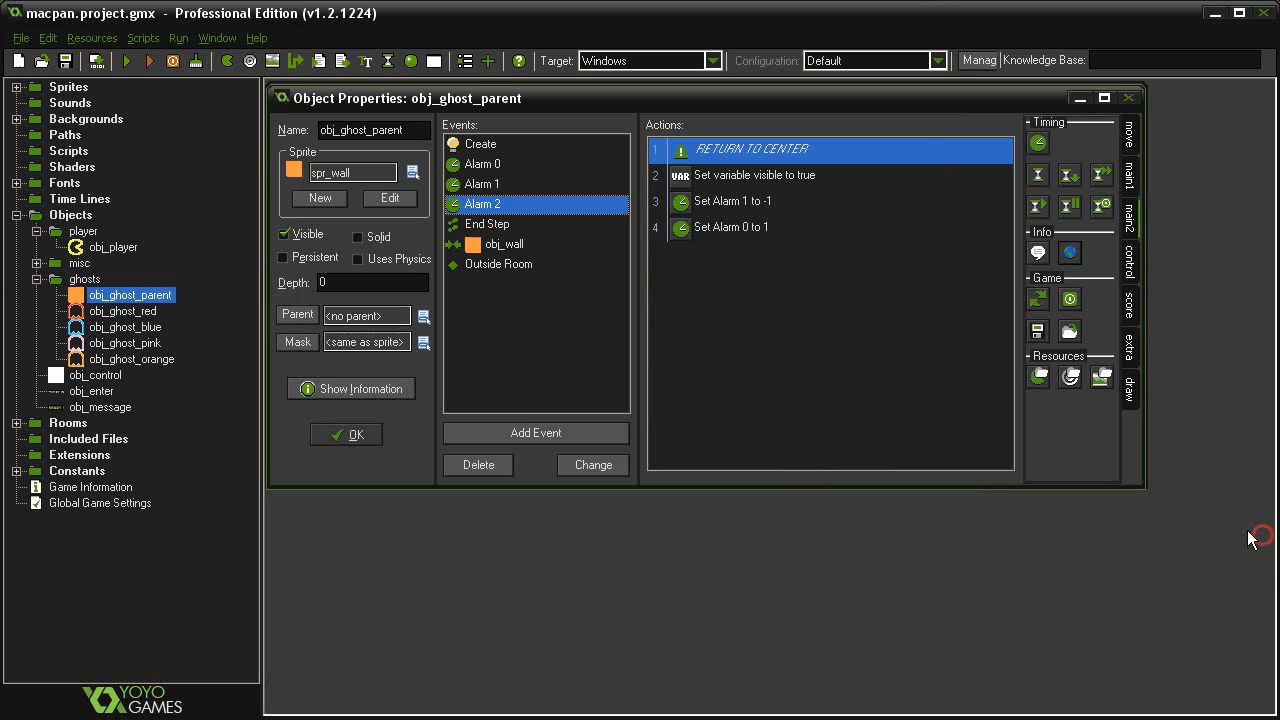 macpan.project.gmx - Professional Edition (v1.2.1224)
File Edit Resources Scripts Run Window Help
Target: Windows Configuration: Default Manag Knowledge Base:
Sprites
Sounds
Backgrounds
Paths
Scripts
Shaders
Fonts
Time Lines
Objects
player
obj_player
misc
ghosts
obj_ghost_parent
obj_ghost_red
obj_ghost_blue
obj_ghost_pink
obj_ghost_orange
obj_control
obj_enter
obj_message
Rooms
Included Files
Extensions
Constants
Game Information
Global Game Settings
YOYO
GAMES
Object Properties: obj_ghost_parent
Name: obj_ghost_parent
Sprite
spr_wall
New Edit
Visible Solid
Persistent Uses Physics
Depth: 0
Parent <no parent>
Mask <same as sprite>
Show Information
OK
Events:
Create
Alarm 0
Alarm 1
Alarm 2
End Step
obj_wall
Outside Room
Add Event
Delete Change
Actions:
1 RETURN TO CENTER
2 VAR Set variable visible to true
3 Set Alarm 1 to -1
4 Set Alarm 0 to 1
Timing
Info
Game
Resources
move
main1
main2
control
score
extra
draw